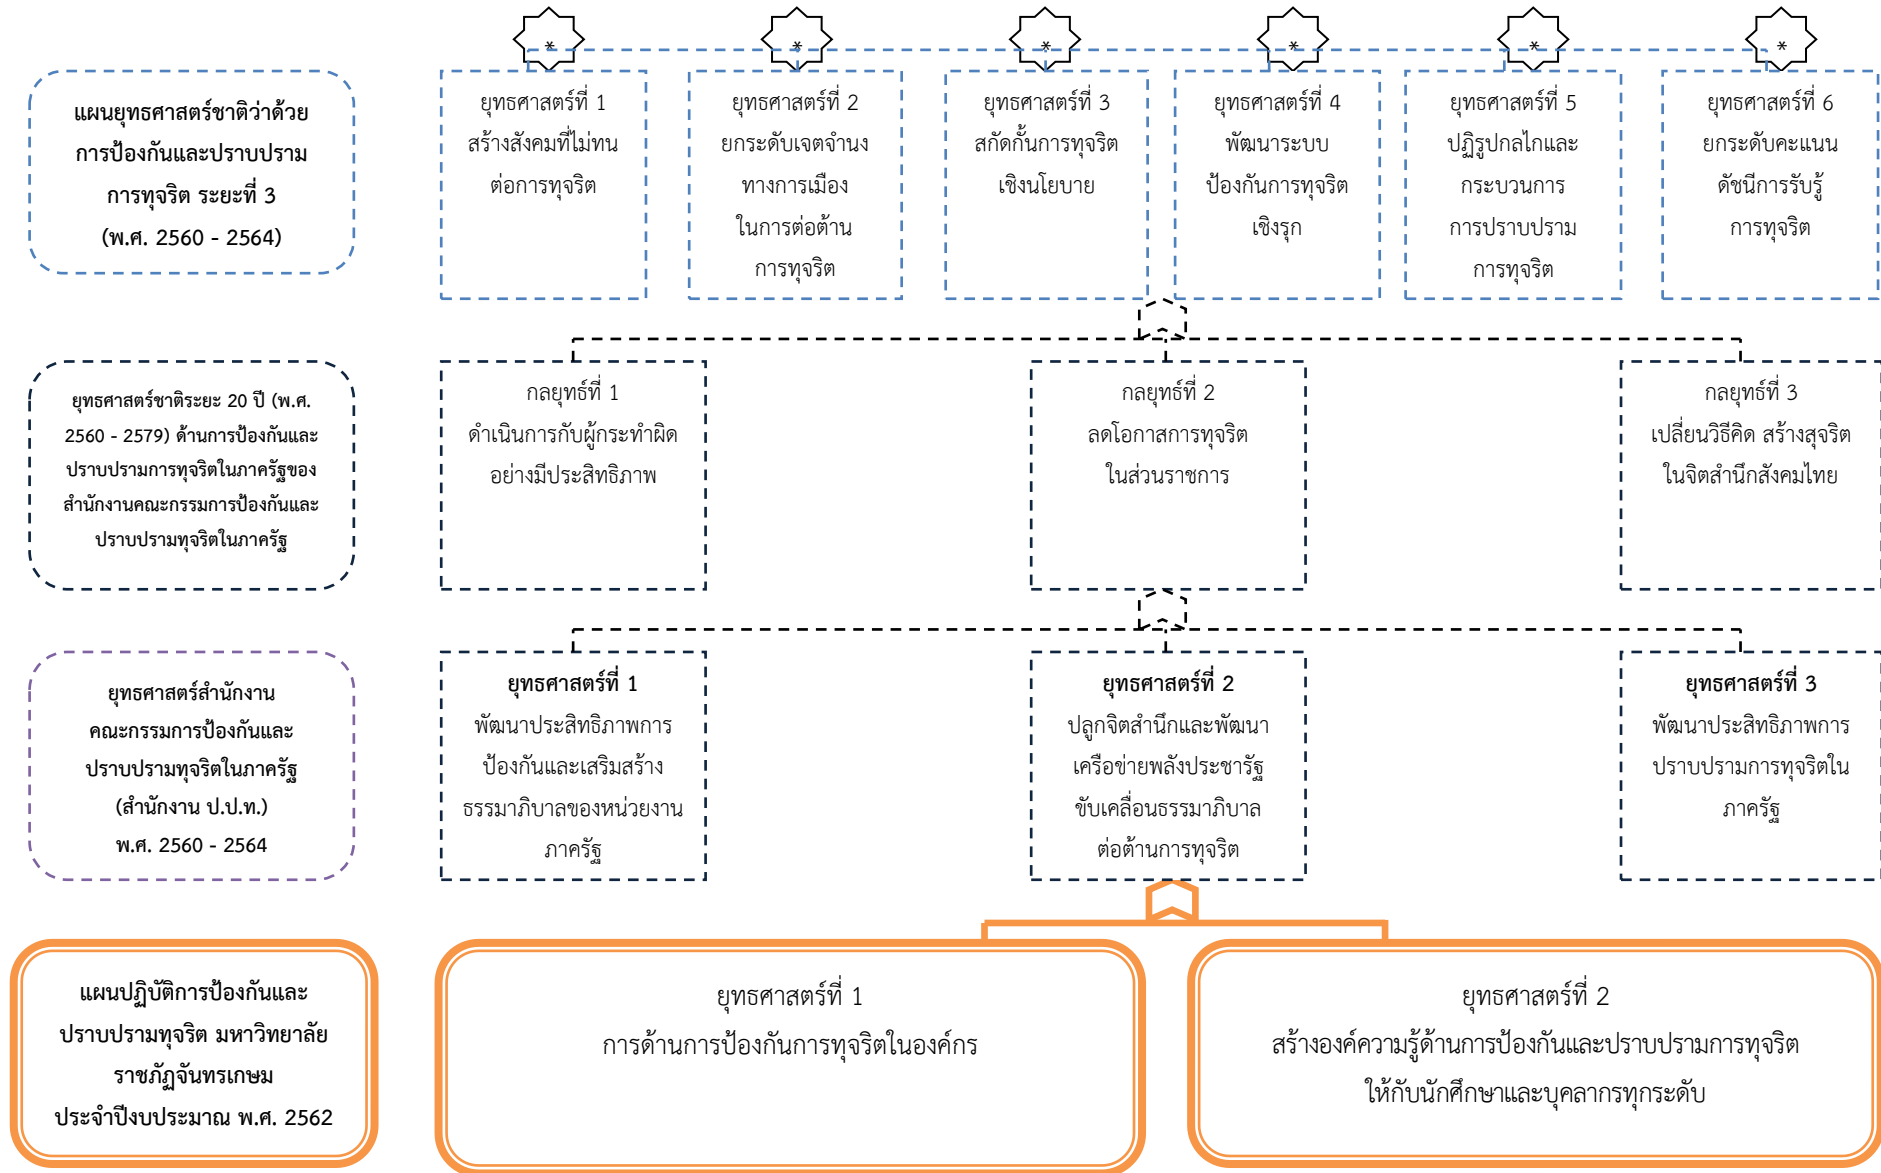 * * * * * *
แผนยุทธศาสตร์ชาติว่าด้วย
การป้องกันและปราบปราม
การทุจริต ระยะที่ 3
(พ.ศ. 2560 - 2564)
ยุทธศาสตร์ที่ 1
สร้างสังคมที่ไม่ทน
ต่อการทุจริต
ยุทธศาสตร์ที่ 2
ยกระดับเจตจำนง
ทางการเมือง
ในการต่อต้าน
การทุจริต
ยุทธศาสตร์ที่ 3
สกัดกั้นการทุจริต
เชิงนโยบาย
ยุทธศาสตร์ที่ 4
พัฒนาระบบ
ป้องกันการทุจริต
เชิงรุก
ยุทธศาสตร์ที่ 5
ปฏิรูปกลไกและ
กระบวนการ
การปราบปราม
การทุจริต
ยุทธศาสตร์ที่ 6
ยกระดับคะแนน
ดัชนีการรับรู้
การทุจริต
ยุทธศาสตร์ชาติระยะ 20 ปี (พ.ศ.
2560 - 2579) ด้านการป้องกันและ
ปราบปรามการทุจริตในภาครัฐของ
สำนักงานคณะกรรมการป้องกันและ
ปราบปรามทุจริตในภาครัฐ
กลยุทธ์ที่ 1
ดำเนินการกับผู้กระทำผิด
อย่างมีประสิทธิภาพ
กลยุทธ์ที่ 2
ลดโอกาสการทุจริต
ในส่วนราชการ
กลยุทธ์ที่ 3
เปลี่ยนวิธีคิด สร้างสุจริต
ในจิตสำนึกสังคมไทย
ยุทธศาสตร์สำนักงาน
คณะกรรมการป้องกันและ
ปราบปรามทุจริตในภาครัฐ
(สำนักงาน ป.ป.ท.)
พ.ศ. 2560 - 2564
ยุทธศาสตร์ที่ 1
พัฒนาประสิทธิภาพการ
ป้องกันและเสริมสร้าง
ธรรมาภิบาลของหน่วยงาน
ภาครัฐ
ยุทธศาสตร์ที่ 2
ปลูกจิตสำนึกและพัฒนา
เครือข่ายพลังประชารัฐ
ขับเคลื่อนธรรมาภิบาล
ต่อต้านการทุจริต
ยุทธศาสตร์ที่ 3
พัฒนาประสิทธิภาพการ
ปราบปรามการทุจริตใน
ภาครัฐ
แผนปฏิบัติการป้องกันและ
ปราบปรามทุจริต มหาวิทยาลัย
ราชภัฏจันทรเกษม
ประจำปีงบประมาณ พ.ศ. 2562
ยุทธศาสตร์ที่ 1
การด้านการป้องกันการทุจริตในองค์กร
ยุทธศาสตร์ที่ 2
สร้างองค์ความรู้ด้านการป้องกันและปราบปรามการทุจริต
ให้กับนักศึกษาและบุคลากรทุกระดับ